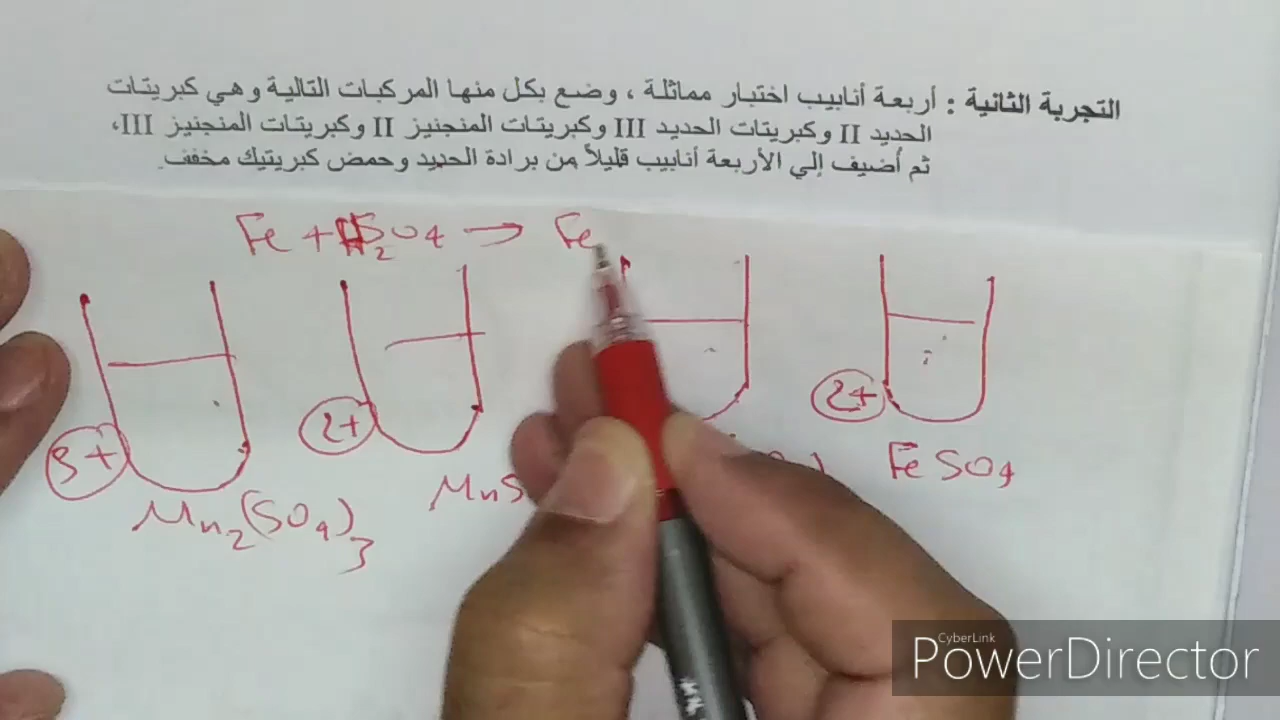 التجربة الثانية : أربعة أنابيب اختبار مماثلة ، وضع بكل منها المركبات التالية وهي كبريتات
الحديد II وكبريتات الحديد III وكبريتات المنجنيز II وكبريتات المنجنيز III،
ثم أضيف إلي الأربعة أنابيب قليلاً من برادة الحديد وحمض كبريتيك مخفف.
Fe + H2SO4 → Fe
3+
2+
2+
Mn2(SO4)3
MnS
FeSO4
CyberLink
PowerDirector